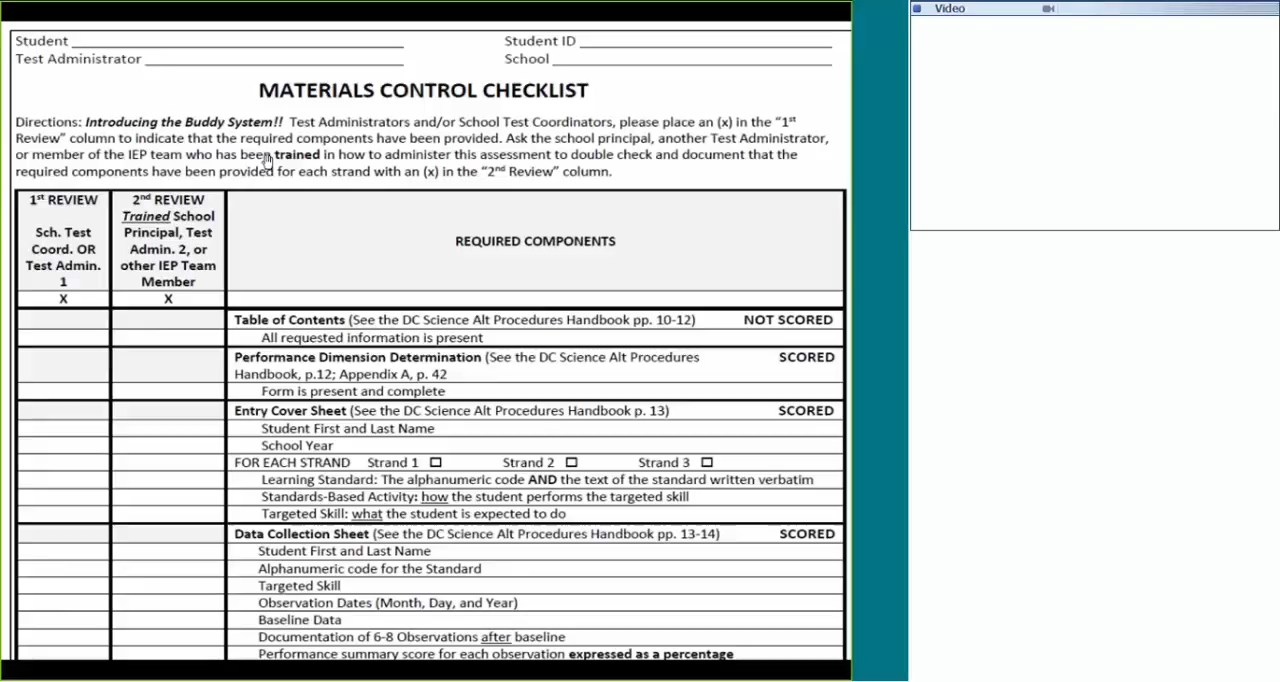 Video
Student
Student ID
Test Administrator
School
MATERIALS CONTROL CHECKLIST
Directions: Introducing the Buddy System!! Test Administrators and/or School Test Coordinators, please place an (x) in the “1st
Review” column to indicate that the required components have been provided. Ask the school principal, another Test Administrator,
or member of the IEP team who has been trained in how to administer this assessment to double check and document that the
required components have been provided for each strand with an (x) in the “2nd Review” column.
1st REVIEW
Sch. Test
Coord. OR
Test Admin.
1
2nd REVIEW
Trained School
Principal, Test
Admin. 2, or
other IEP Team
Member
REQUIRED COMPONENTS
X
X
Table of Contents (See the DC Science Alt Procedures Handbook pp. 10-12) NOT SCORED
All requested information is present
Performance Dimension Determination (See the DC Science Alt Procedures SCORED
Handbook, p.12; Appendix A, p. 42
Form is present and complete
Entry Cover Sheet (See the DC Science Alt Procedures Handbook p. 13) SCORED
Student First and Last Name
School Year
FOR EACH STRAND Strand 1 ☐ Strand 2 ☐ Strand 3 ☐
Learning Standard: The alphanumeric code AND the text of the standard written verbatim
Standards-Based Activity: how the student performs the targeted skill
Targeted Skill: what the student is expected to do
Data Collection Sheet (See the DC Science Alt Procedures Handbook pp. 13-14) SCORED
Student First and Last Name
Alphanumeric code for the Standard
Targeted Skill
Observation Dates (Month, Day, and Year)
Baseline Data
Documentation of 6-8 Observations after baseline
Performance summary score for each observation expressed as a percentage